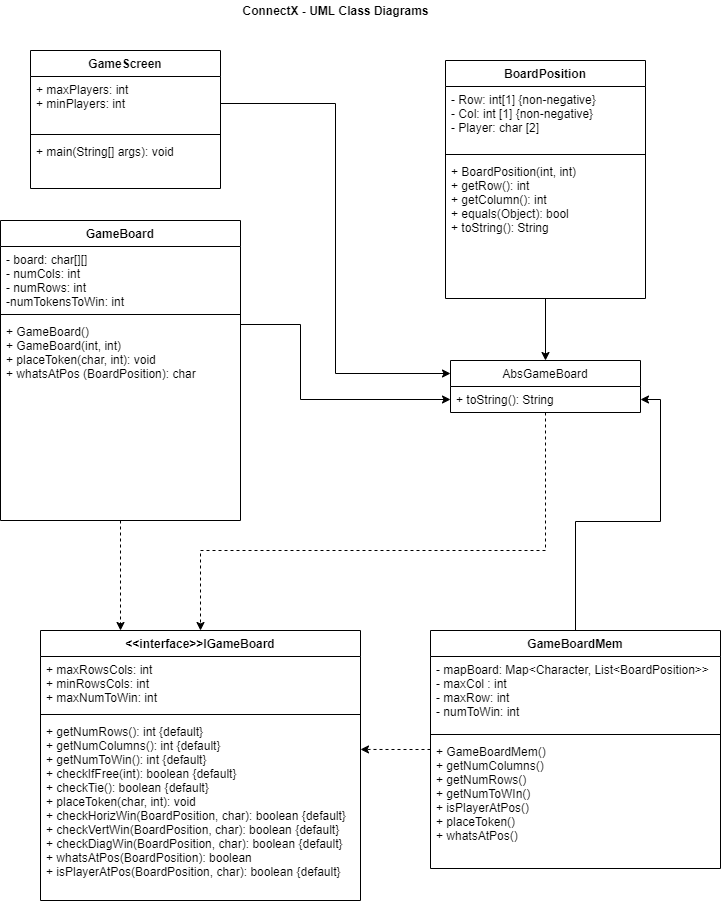 ConnectX - UML Class Diagrams
GameScreen
+ maxPlayers: int
+ minPlayers: int
+ main(String[] args): void
BoardPosition
- Row: int[1] {non-negative}
- Col: int [1] {non-negative}
- Player: char [2]
+ BoardPosition(int, int)
+ getRow(): int
+ getColumn(): int
+ equals(Object): bool
+ toString(): String
GameBoard
- board: char[][]
- numCols: int
- numRows: int
-numTokensToWin: int
+ GameBoard()
+ GameBoard(int, int)
+ placeToken(char, int): void
+ whatsAtPos (BoardPosition): char
AbsGameBoard
+ toString(): String
<<interface>>IGameBoard
+ maxRowsCols: int
+ minRowsCols: int
+ maxNumToWin: int
+ getNumRows(): int {default}
+ getNumColumns(): int {default}
+ getNumToWin(): int {default}
+ checkIfFree(int): boolean {default}
+ checkTie(): boolean {default}
+ placeToken(char, int): void
+ checkHorizWin(BoardPosition, char): boolean {default}
+ checkVertWin(BoardPosition, char): boolean {default}
+ checkDiagWin(BoardPosition, char): boolean {default}
+ whatsAtPos(BoardPosition): boolean
+ isPlayerAtPos(BoardPosition, char): boolean {default}
GameBoardMem
- mapBoard: Map<Character, List<BoardPosition>>
- maxCol : int
- maxRow: int
- numToWin: int
+ GameBoardMem()
+ getNumColumns()
+ getNumRows()
+ getNumToWIn()
+ isPlayerAtPos()
+ placeToken()
+ whatsAtPos()